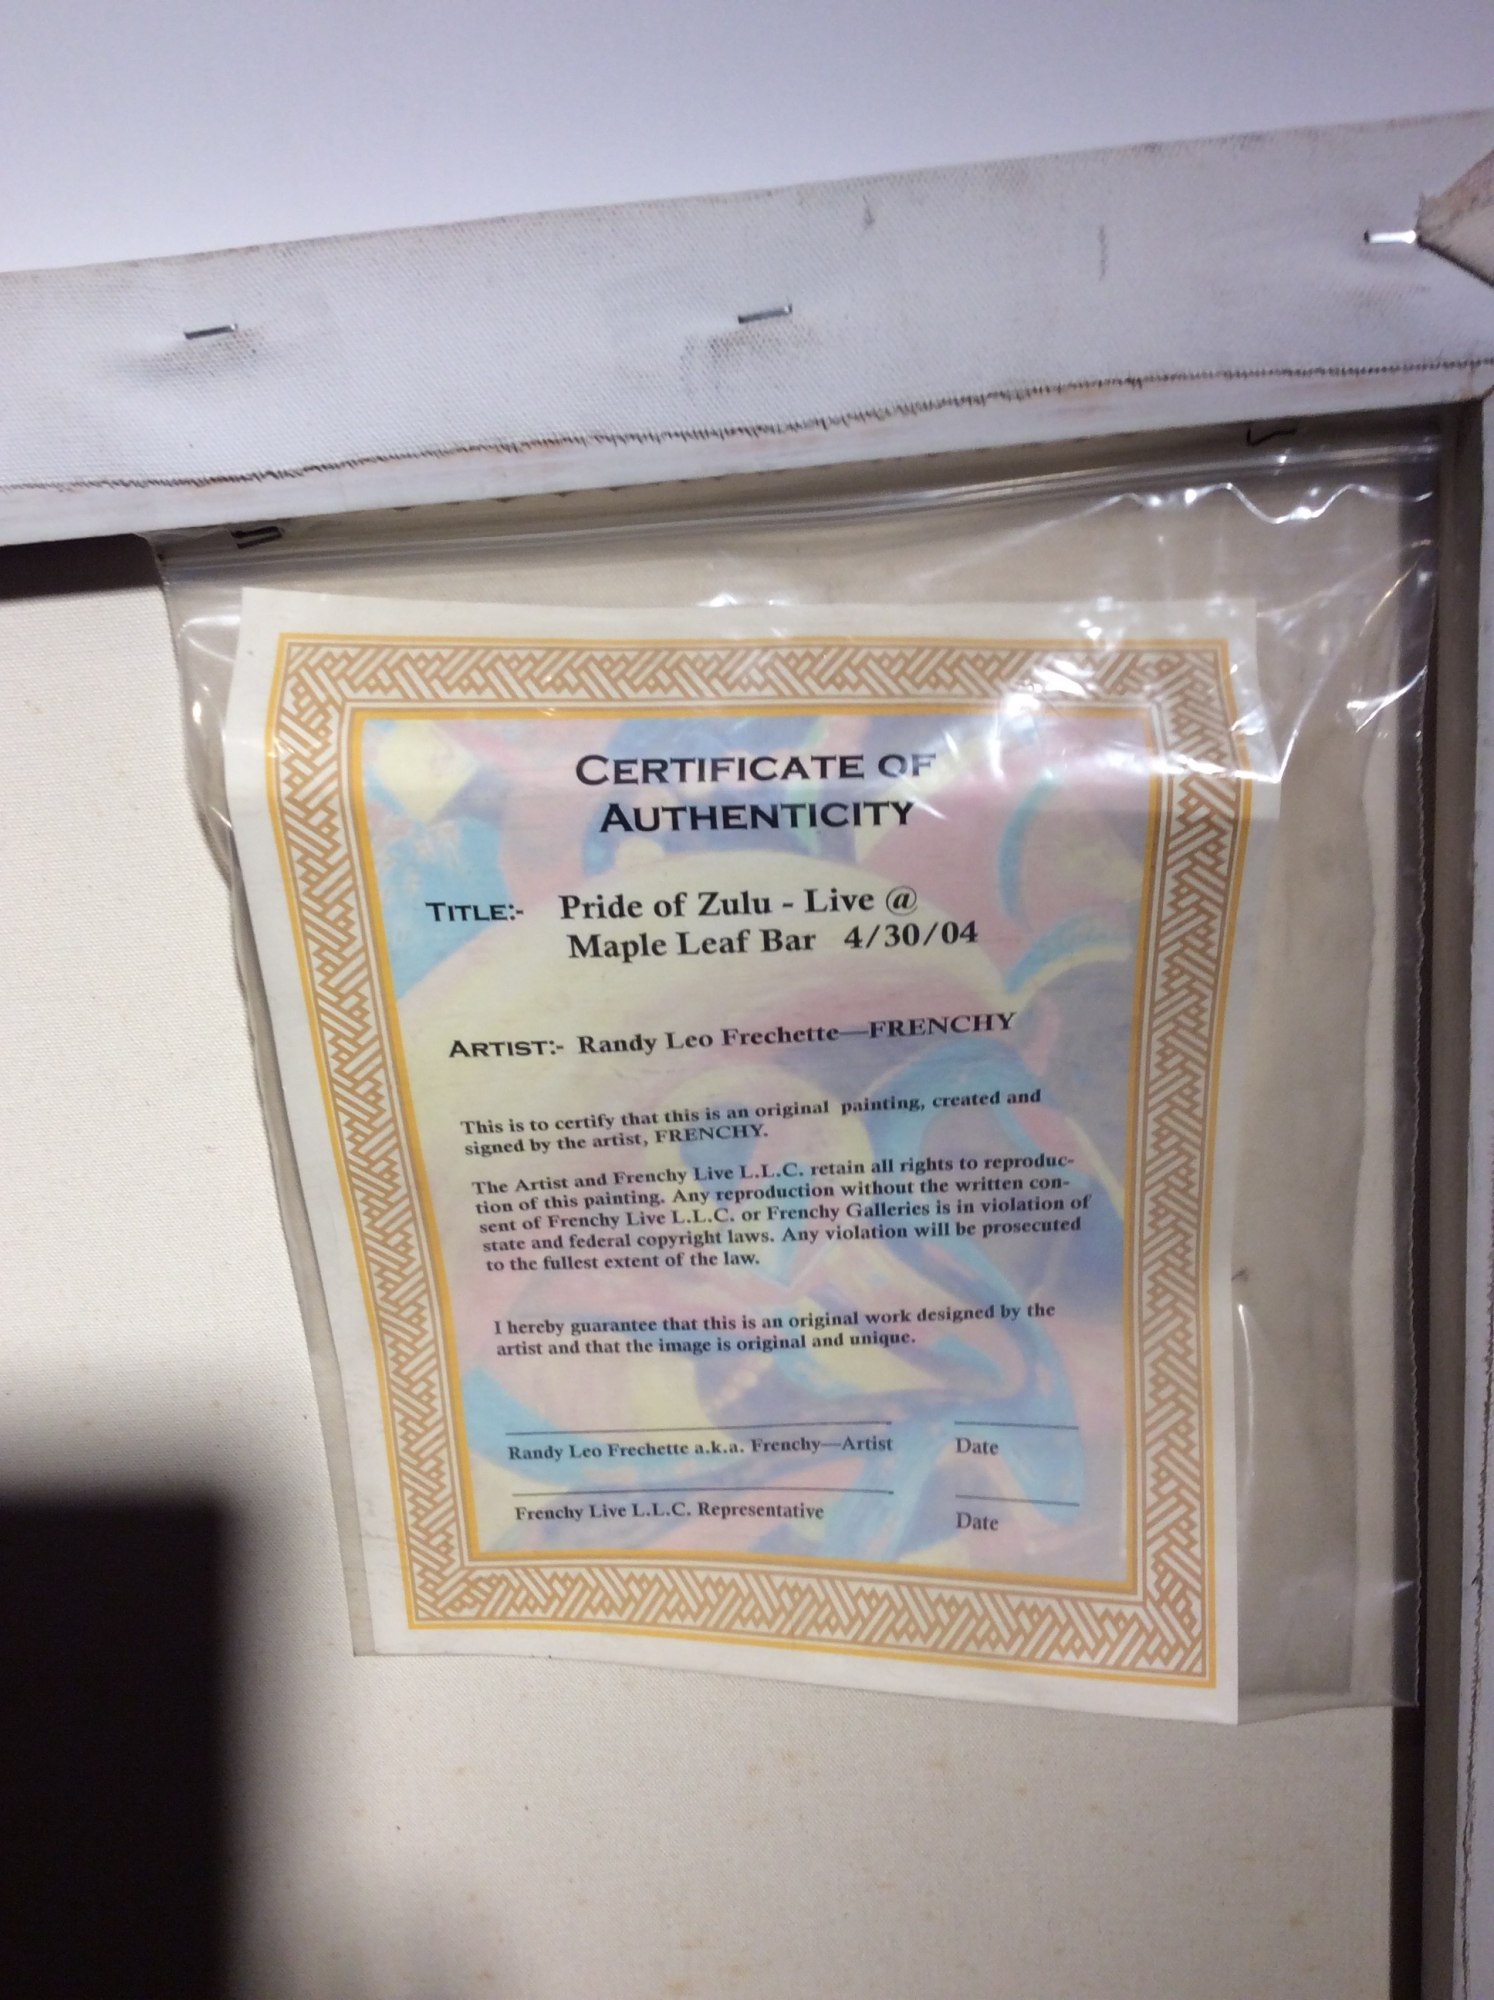 CERTIFICATE OF
AUTHENTICITY
TITLE:- Pride of Zulu - Live @
Maple Leaf Bar 4/30/04
ARTIST:- Randy Leo Frechette—FRENCHY
This is to certify that this is an original painting, created and
signed by the artist, FRENCHY.
The Artist and Frenchy Live L.L.C. retain all rights to reproduc-
tion of this painting. Any reproduction without the written con-
sent of Frenchy Live L.L.C. or Frenchy Galleries is in violation of
state and federal copyright laws. Any violation will be prosecuted
to the fullest extent of the law.
I hereby guarantee that this is an original work designed by the
artist and that the image is original and unique.
Randy Leo Frechette a.k.a. Frenchy—Artist Date
Frenchy Live L.L.C. Representative Date